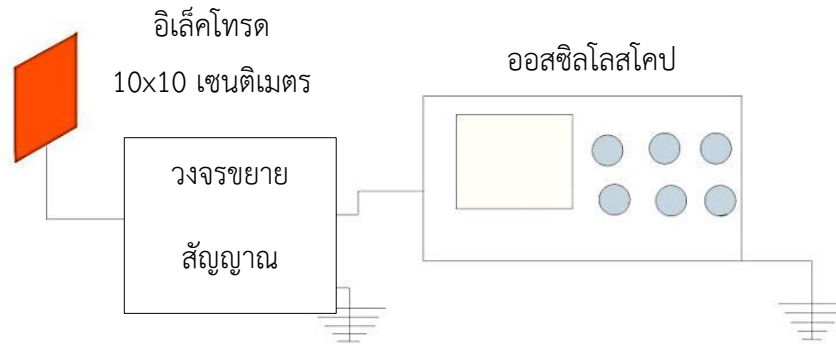 อิเล็คโทรด
10x10 เซนติเมตร
ออสซิลโลสโคป
วงจรขยาย
สัญญาณ